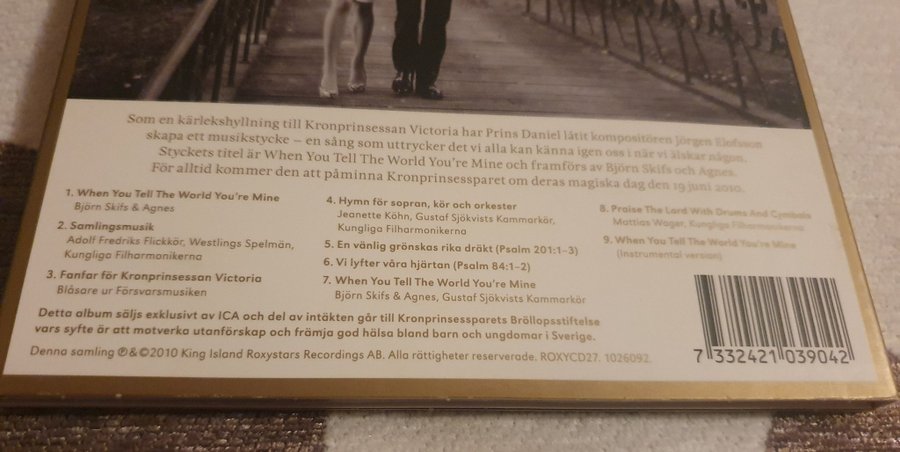 Som en kärlekshyllning till Kronprinsessan Victoria har Prins Daniel låtit kompositören Jörgen Elofsson
skapa ett musikstycke – en sång som uttrycker det vi alla kan känna igen oss i när vi älskar någon.
Styckets titel är When You Tell The World You're Mine och framförs av Björn Skifs och Agnes.
För alltid kommer den att påminna Kronprinsessparet om deras magiska dag den 19 juni 2010.
1. When You Tell The World You're Mine
Björn Skifs & Agnes
2. Samlingsmusik
Adolf Fredriks Flickkör, Westlings Spelmän,
Kungliga Filharmonikerna
3. Fanfar för Kronprinsessan Victoria
Blåsare ur Försvarsmusiken
4. Hymn för sopran, kör och orkester
Jeanette Köhn, Gustaf Sjökvists Kammarkör,
Kungliga Filharmonikerna
5. En vänlig grönskas rika dräkt (Psalm 201:1–3)
6. Vi lyfter våra hjärtan (Psalm 84:1–2)
7. When You Tell The World You're Mine
Björn Skifs & Agnes, Gustaf Sjökvists Kammarkör
8. Praise The Lord With Drums And Cymbals
Mattias Wager, Kungliga Filharmonikerna
9. When You Tell The World You're Mine
(Instrumental version)
Detta album säljs exklusivt av ICA och del av intäkten går till Kronprinsessparets Bröllopsstiftelse
vars syfte är att motverka utanförskap och främja god hälsa bland barn och ungdomar i Sverige.
Denna samling ℗&©2010 King Island Roxystars Recordings AB. Alla rättigheter reserverade. ROXYCD27. 1026092.
7 332421 039042